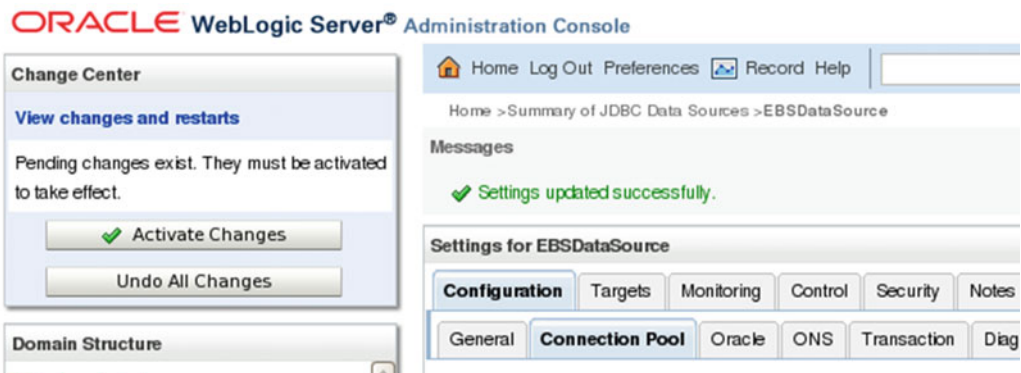 ORACLE WebLogic Server® Administration Console
Change Center
View changes and restarts
Pending changes exist. They must be activated
to take effect.
Activate Changes
Undo All Changes
Domain Structure
Home Log Out Preferences Record Help
Home >Summary of JDBC Data Sources >EBSDataSource
Messages
Settings updated successfully.
Settings for EBSDataSource
Configuration Targets Monitoring Control Security Notes
General Connection Pool Oracle ONS Transaction Diag